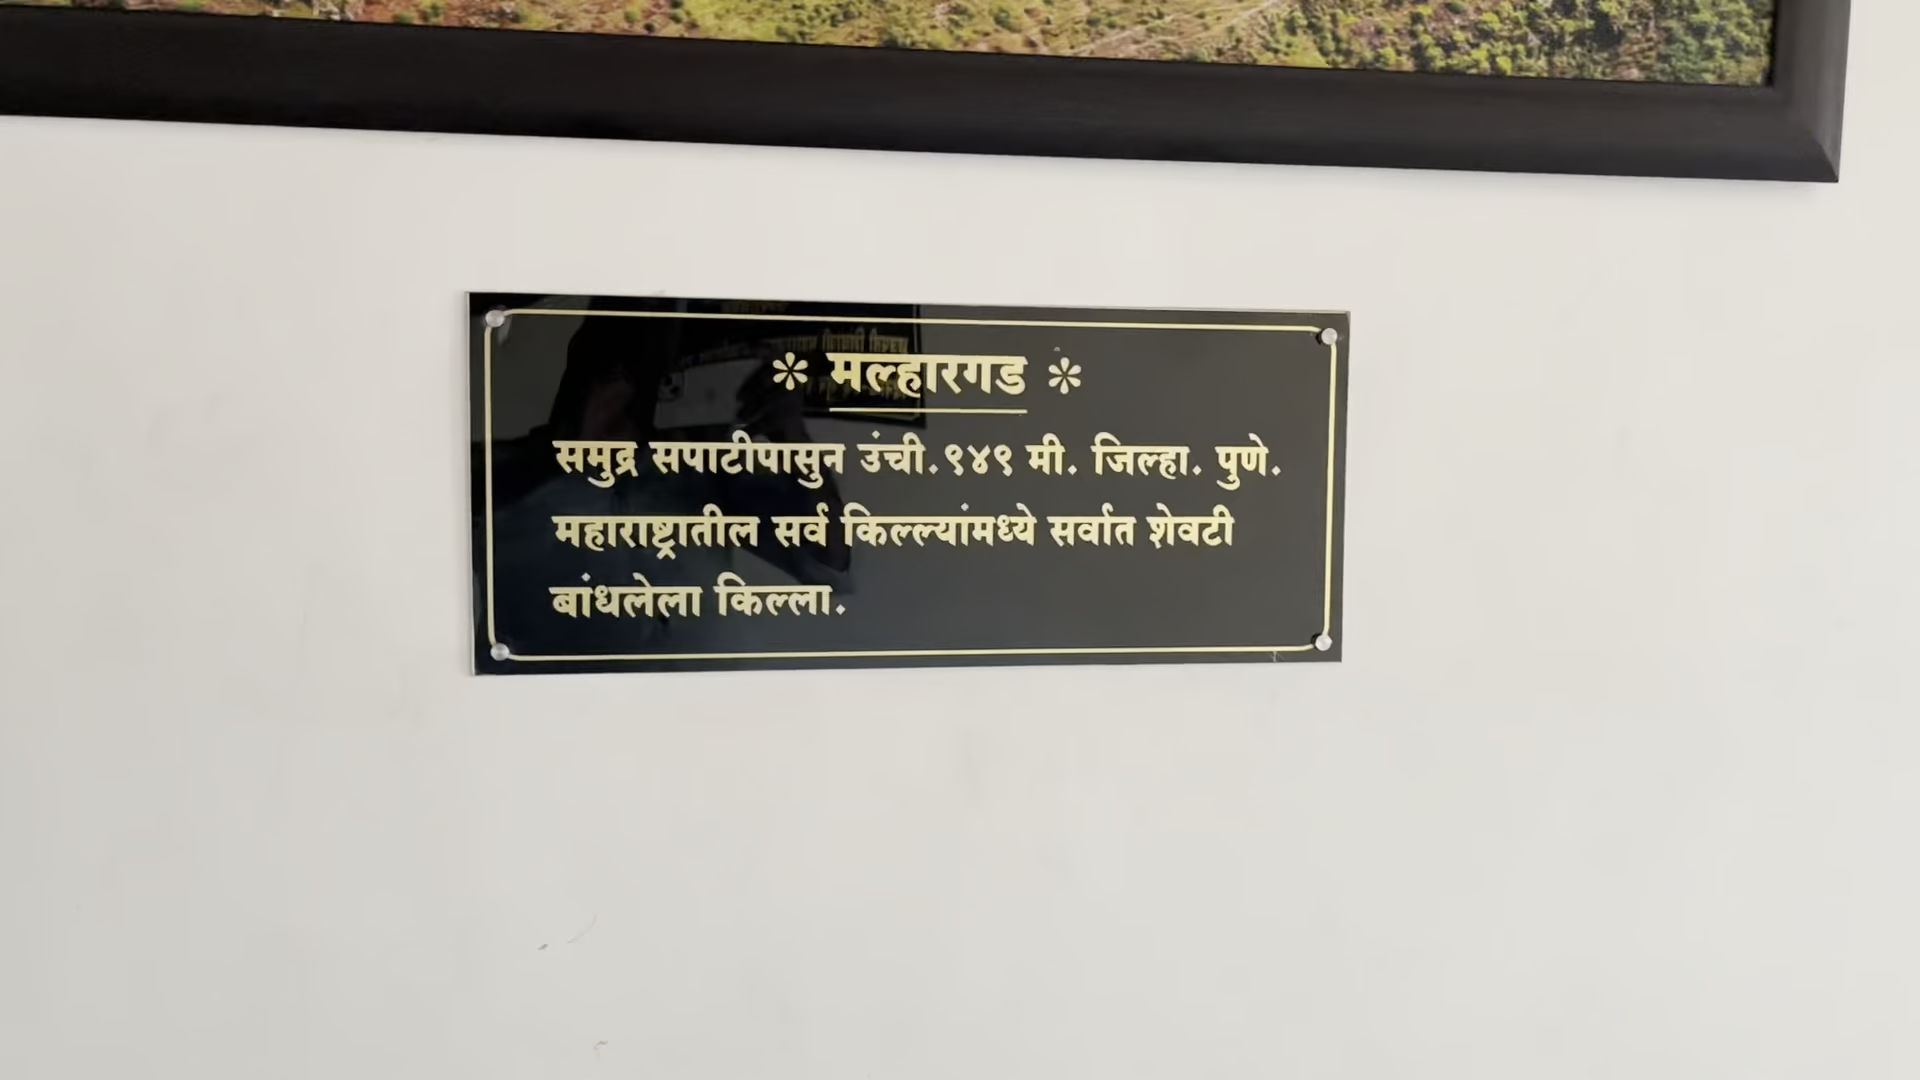 * मल्हारगड *
समुद्र सपाटीपासुन उंची.९४९ मी. जिल्हा. पुणे.
महाराष्ट्रातील सर्व किल्ल्यांमध्ये सर्वात शेवटी
बांधलेला किल्ला.